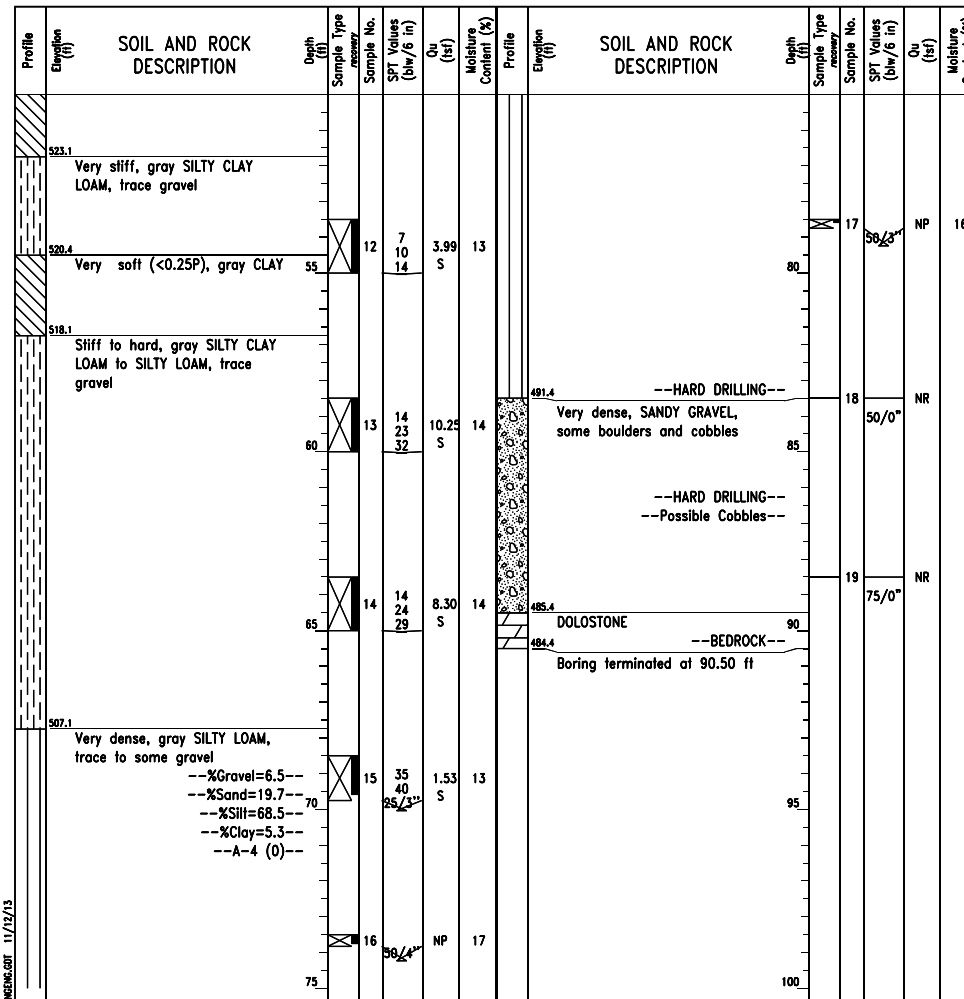 Profile
Elevation
(ft)
SOIL AND ROCK
DESCRIPTION
Depth
(ft)
Sample Type
recovery
Sample No.
SPT Values
(blw/6 in)
Qu
(tsf)
Moisture
Content (%)
523.1
Very stiff, gray SILTY CLAY
LOAM, trace gravel
12
7
10
14
3.99
S
13
520.4
Very soft (<0.25P), gray CLAY
55
518.1
Stiff to hard, gray SILTY CLAY
LOAM to SILTY LOAM, trace
gravel
13
14
23
32
10.25
S
14
60
14
14
24
29
8.30
S
14
65
507.1
Very dense, gray SILTY LOAM,
trace to some gravel
--%Gravel=6.5--
--%Sand=19.7--
--%Silt=68.5--
--%Clay=5.3--
--A-4 (0)--
15
35
40
25/3"
1.53
S
13
70
16
50/4"
NP
17
75
Profile
Elevation
(ft)
SOIL AND ROCK
DESCRIPTION
Depth
(ft)
Sample Type
recovery
Sample No.
SPT Values
(blw/6 in)
Qu
(tsf)
Moisture
17
50/3"
NP
16
80
--HARD DRILLING--
491.4
Very dense, SANDY GRAVEL,
some boulders and cobbles
18
50/0"
NR
85
--HARD DRILLING--
--Possible Cobbles--
19
75/0"
NR
485.4
DOLOSTONE
90
--BEDROCK--
484.4
Boring terminated at 90.50 ft
95
100
NGENG.GDT 11/12/13